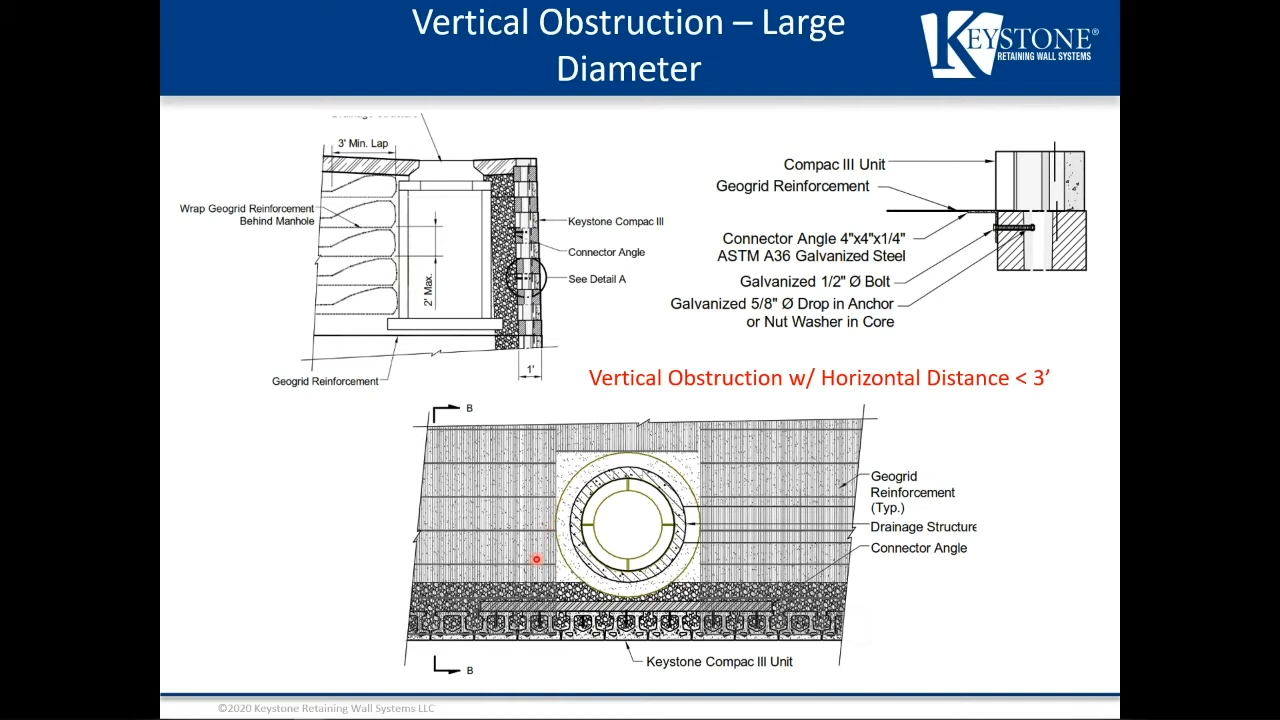 Vertical Obstruction – Large
Diameter
KEYSTONE®
RETAINING WALL SYSTEMS
3' Min. Lap
Wrap Geogrid Reinforcement
Behind Manhole
2' Max.
Keystone Compac III
Connector Angle
See Detail A
1'
Geogrid Reinforcement
Compac III Unit
Geogrid Reinforcement
Connector Angle 4"x4"x1/4"
ASTM A36 Galvanized Steel
Galvanized 1/2" Ø Bolt
Galvanized 5/8" Ø Drop in Anchor
or Nut Washer in Core
Vertical Obstruction w/ Horizontal Distance < 3’
B
Geogrid
Reinforcement
(Typ.)
Drainage Structure
Connector Angle
Keystone Compac III Unit
B
©2020 Keystone Retaining Wall Systems LLC